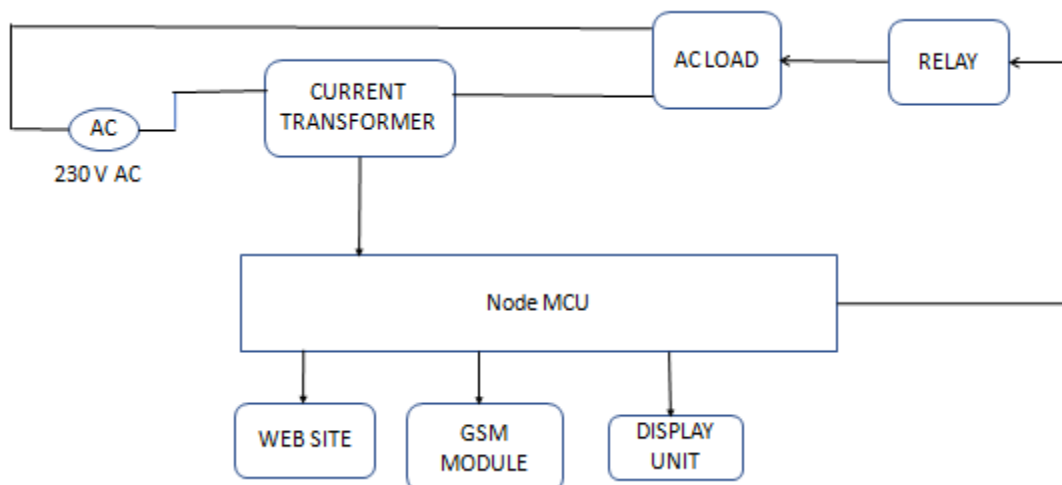 AC LOAD
RELAY
CURRENT
TRANSFORMER
AC
230 V AC
Node MCU
WEB SITE
GSM
MODULE
DISPLAY
UNIT